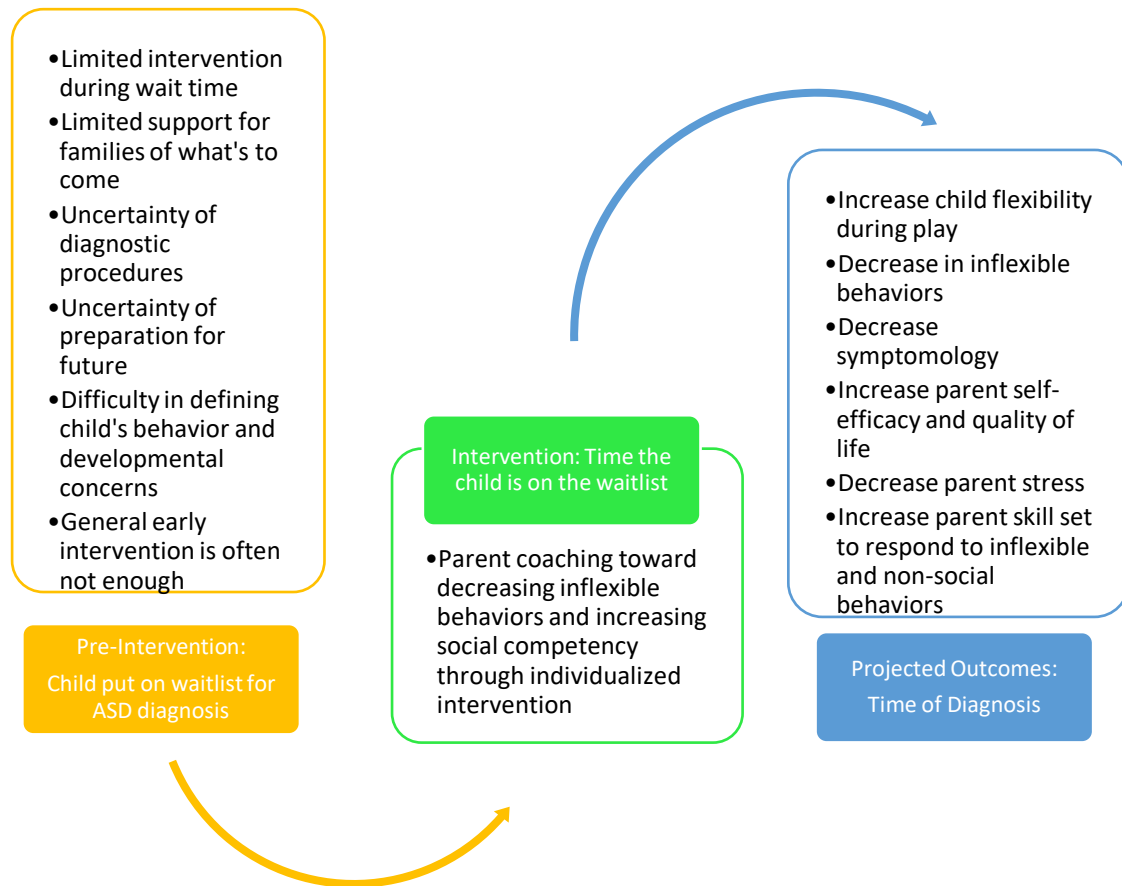 •Limited intervention
during wait time
•Limited support for
families of what's to
come
•Uncertainty of
diagnostic
procedures
•Uncertainty of
preparation for
future
•Difficulty in defining
child's behavior and
developmental
concerns
•General early
intervention is often
not enough
Pre-Intervention:
Child put on waitlist for
ASD diagnosis
Intervention: Time the
child is on the waitlist
•Parent coaching toward
decreasing inflexible
behaviors and increasing
social competency
through individualized
intervention
•Increase child flexibility
during play
•Decrease in inflexible
behaviors
•Decrease
symptomology
•Increase parent self-
efficacy and quality of
life
•Decrease parent stress
•Increase parent skill set
to respond to inflexible
and non-social
behaviors
Projected Outcomes:
Time of Diagnosis